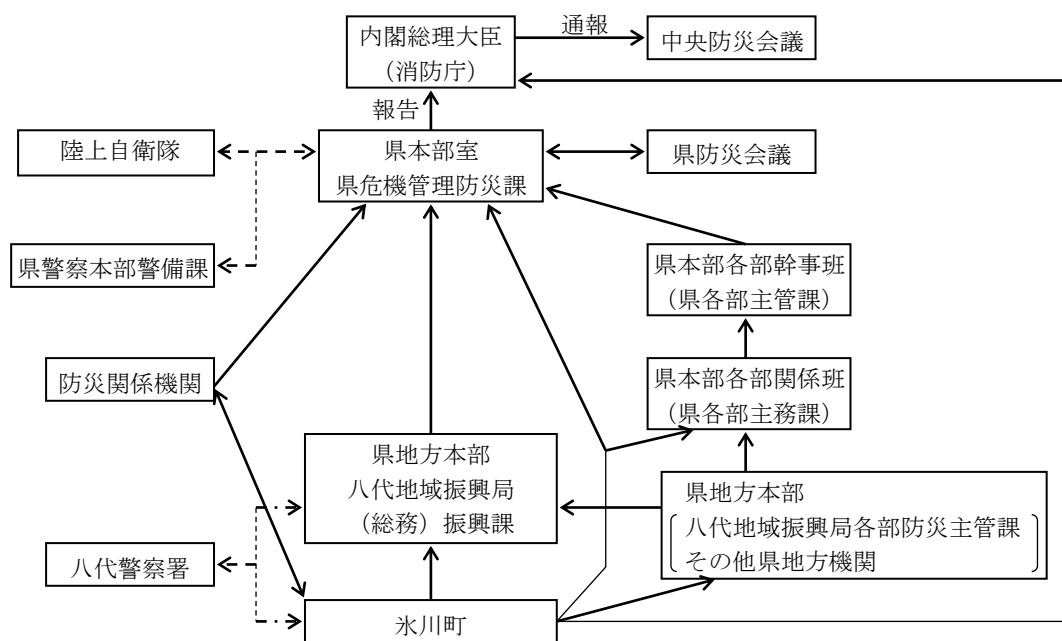 内閣総理大臣
（消防庁）
通報
中央防災会議
報告
陸上自衛隊
県本部室
県危機管理防災課
県防災会議
県警察本部警備課
県本部各部幹事班
（県各部主管課）
防災関係機関
県本部各部関係班
（県各部主務課）
県地方本部
八代地域振興局
（総務）振興課
県地方本部
八代地域振興局各部防災主管課
その他県地方機関
八代警察署
氷川町